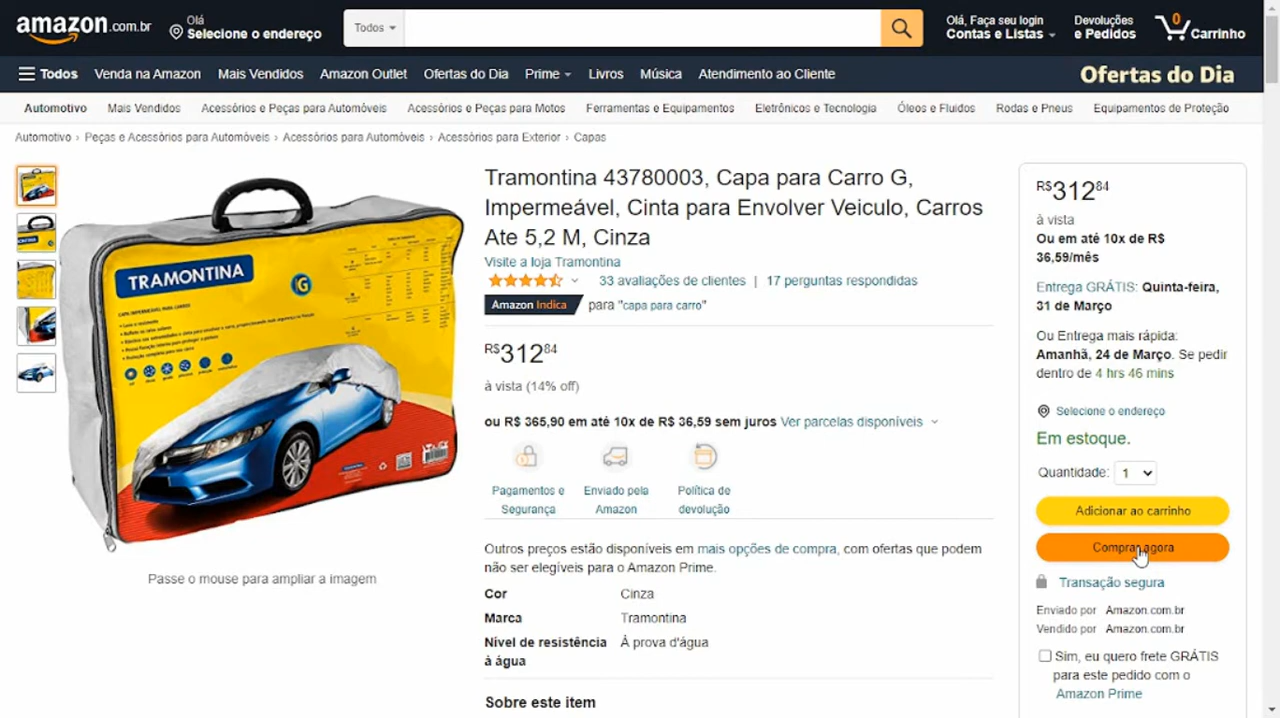 amazon.com.br
Olá
Selecione o endereço
Todos
Olá, Faça seu login
Contas e Listas
Devoluções
e Pedidos
0
Carrinho
Todos
Venda na Amazon
Mais Vendidos
Amazon Outlet
Ofertas do Dia
Prime
Livros
Música
Atendimento ao Cliente
Ofertas do Dia
Automotivo
Mais Vendidos
Acessórios e Peças para Automóveis
Acessórios e Peças para Motos
Ferramentas e Equipamentos
Eletrônicos e Tecnologia
Óleos e Fluidos
Rodas e Pneus
Equipamentos de Proteção
Automotivo › Peças e Acessórios para Automóveis › Acessórios para Automóveis › Acessórios para Exterior › Capas
TRAMONTINA
G
CAPA IMPERMEÁVEL PARA CARROS
Passe o mouse para ampliar a imagem
Tramontina 43780003, Capa para Carro G,
Impermeável, Cinta para Envolver Veiculo, Carros
Ate 5,2 M, Cinza
Visite a loja Tramontina
33 avaliações de clientes | 17 perguntas respondidas
Amazon Indica para "capa para carro"
R$31284
à vista (14% off)
ou R$ 365,90 em até 10x de R$ 36,59 sem juros Ver parcelas disponíveis
Pagamentos e
Segurança
Enviado pela
Amazon
Política de
devolução
Outros preços estão disponíveis em mais opções de compra, com ofertas que podem
não ser elegíveis para o Amazon Prime.
Cor Cinza
Marca Tramontina
Nível de resistência À prova d'água
à água
Sobre este item
R$31284
à vista
Ou em até 10x de R$
36,59/mês
Entrega GRÁTIS: Quinta-feira,
31 de Março
Ou Entrega mais rápida:
Amanhã, 24 de Março. Se pedir
dentro de 4 hrs 46 mins
Selecione o endereço
Em estoque.
Quantidade: 1
Adicionar ao carrinho
Comprar agora
Transação segura
Enviado por Amazon.com.br
Vendido por Amazon.com.br
Sim, eu quero frete GRÁTIS
para este pedido com o
Amazon Prime